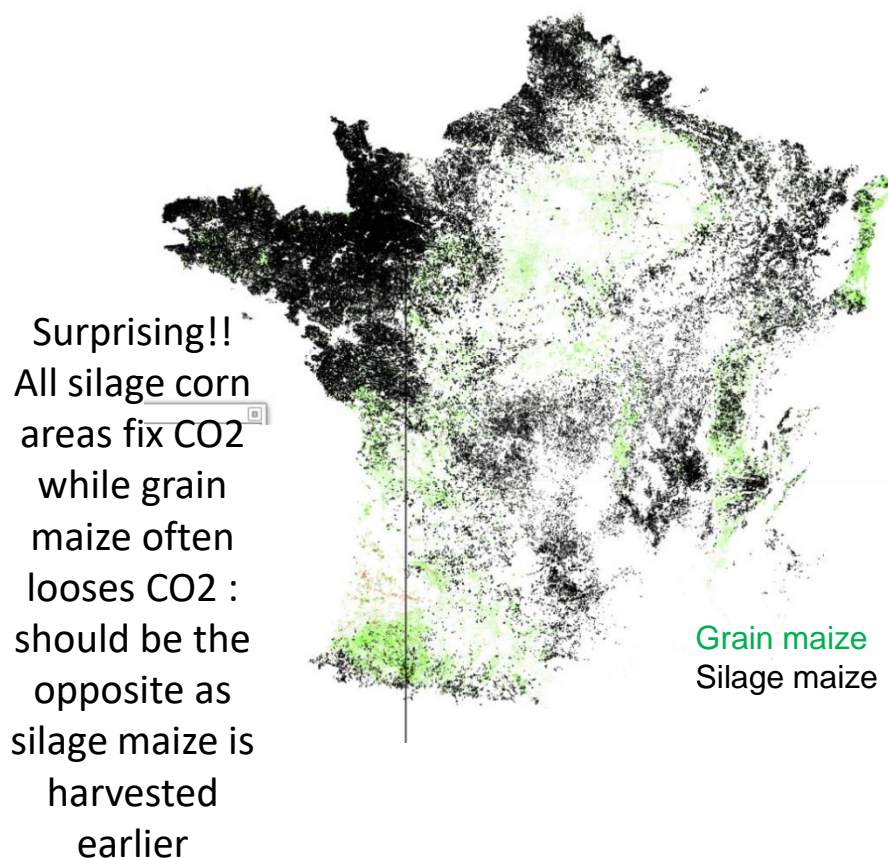 Surprising!!
All silage corn
areas fix CO2
while grain
maize often
looses CO2 :
should be the
opposite as
silage maize is
harvested
earlier
Grain maize
Silage maize